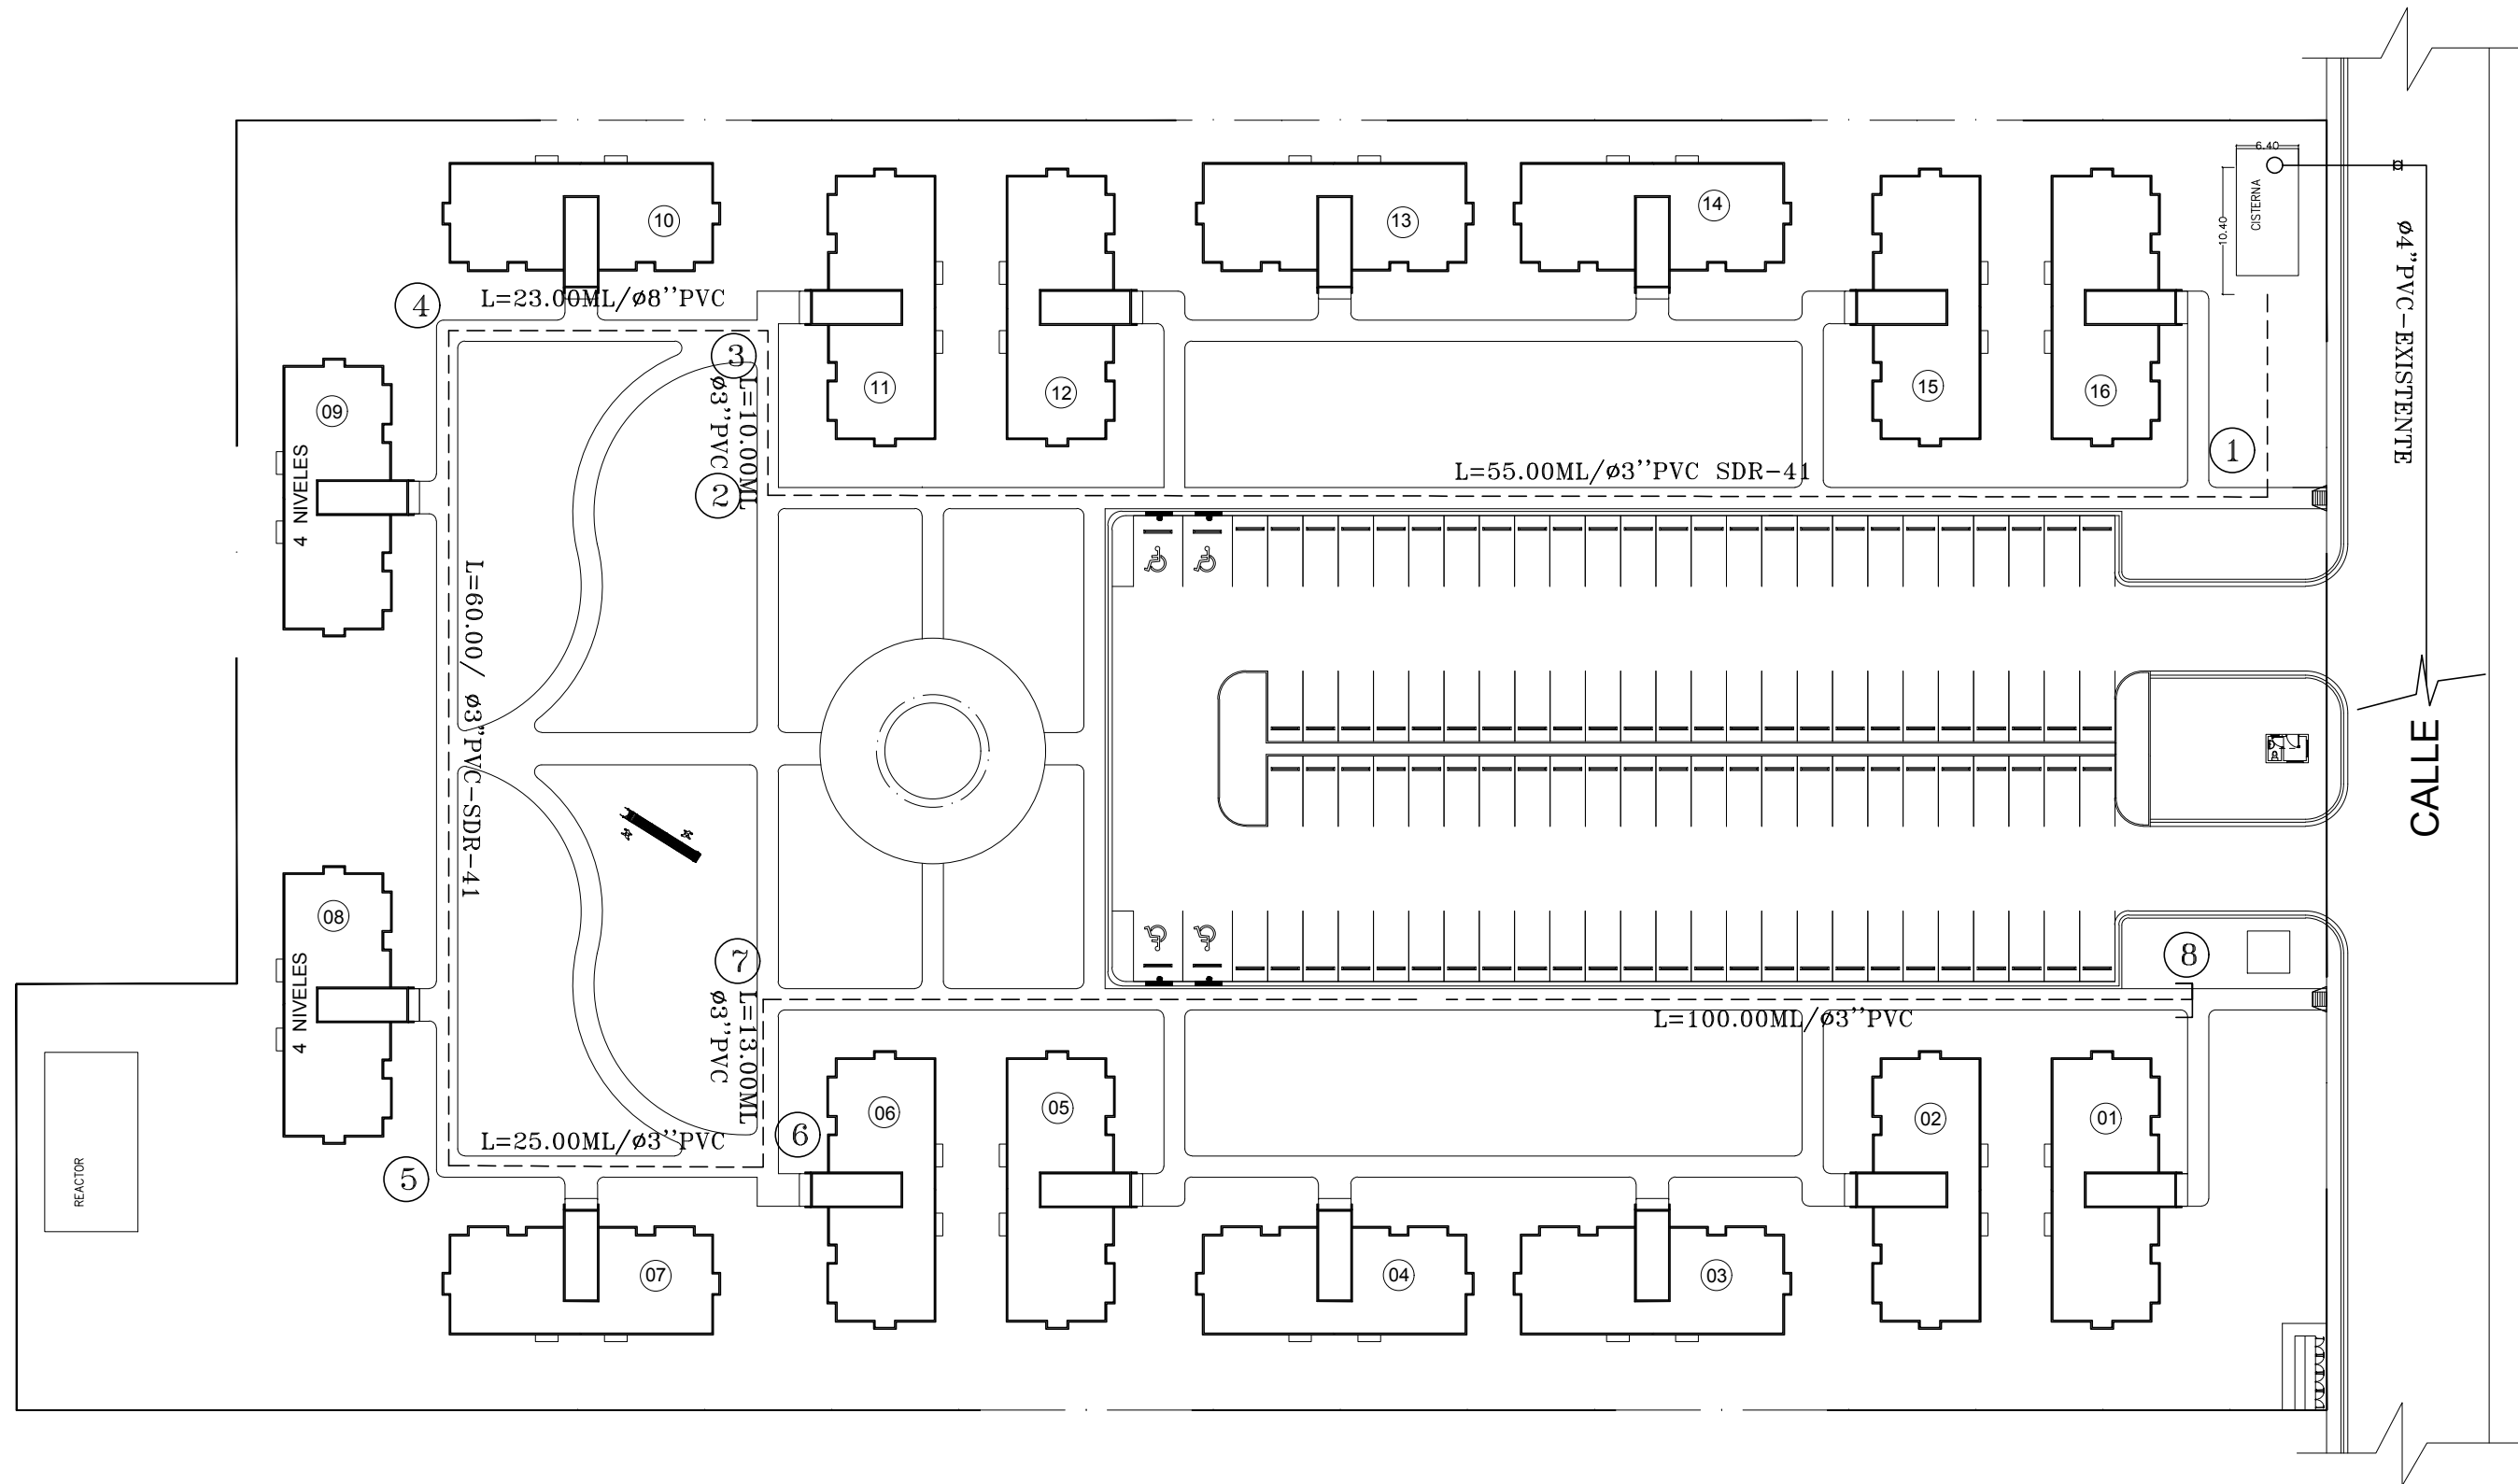 6.40
CISTERNA
10.40
ø4"PVC-EXISTENTE
10
13
14
4
L=23.00ML/ø8''PVC
3
L=10.00ML
ø3''PVC
11
12
15
16
09
4 NIVELES
1
2
L=55.00ML/ø3''PVC SDR-41
L=60.00/ ø3"PVC-SDR-41
CALLE
08
4 NIVELES
7
8
L=13.00ML
ø3"PVC
L=100.00ML/ø3''PVC
06
05
02
01
6
L=25.00ML/ø3''PVC
5
REACTOR
07
04
03